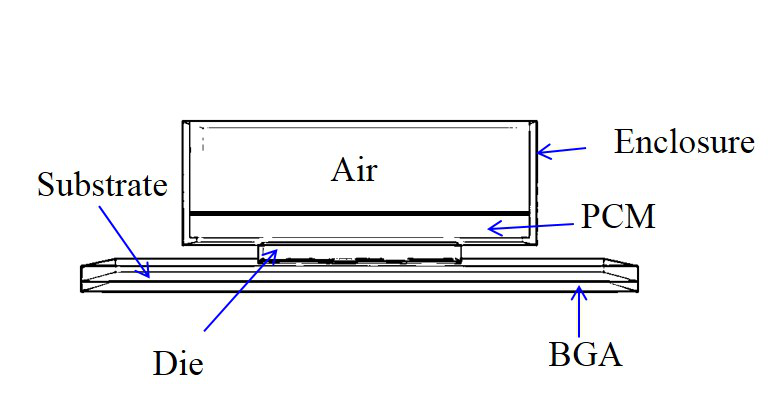 Enclosure
Air
Substrate
PCM
Die
BGA